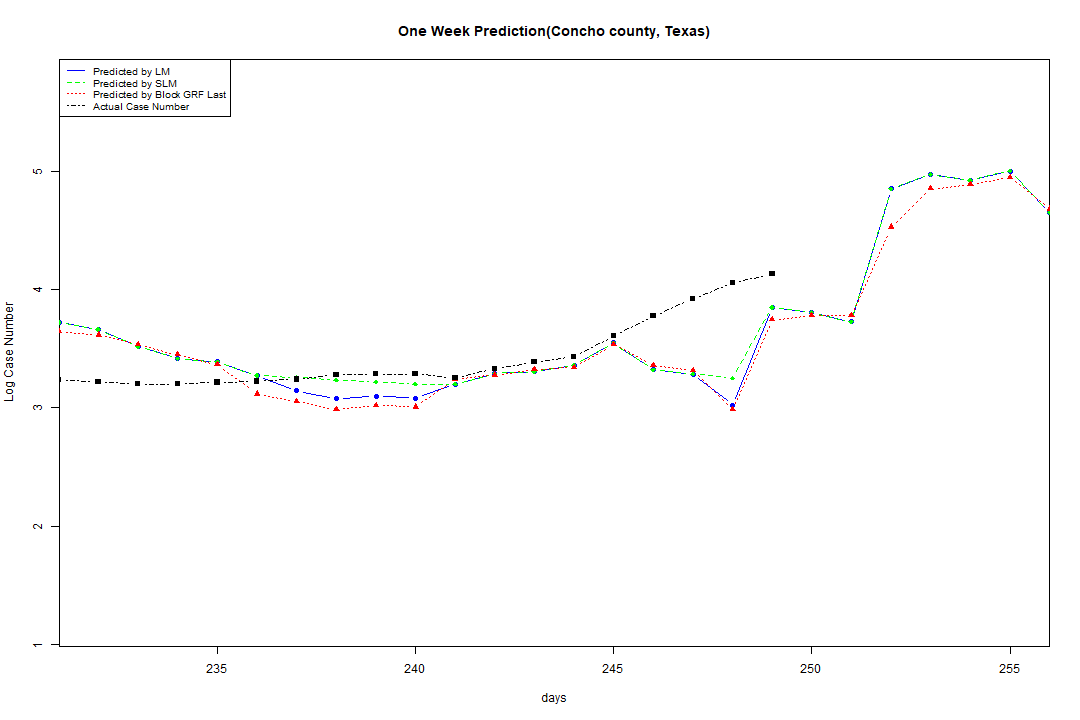 One Week Prediction(Concho county, Texas)
Predicted by LM
Predicted by SLM
Predicted by Block GRF Last
Actual Case Number
5
4
3
2
1
Log Case Number
235 240 245 250 255
days